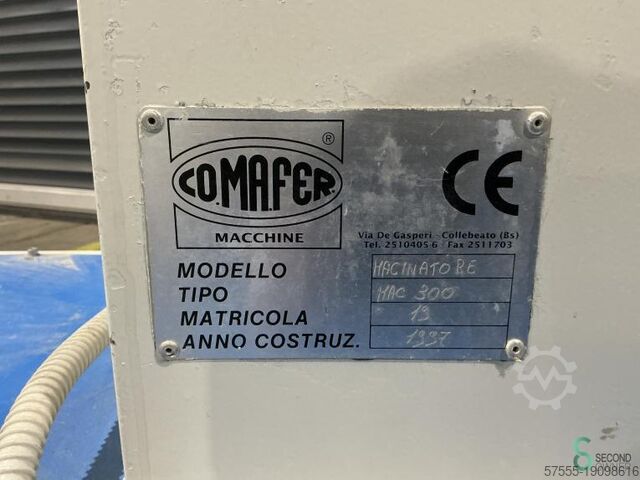 CO.MA.FER.
®
MACCHINE
CE
Via De Gasperi - Collebeato (Bs)
Tel. 2510405 6 Fax 2511703
MODELLO MACINATORE
TIPO MAC 300
MATRICOLA 13
ANNO COSTRUZ. 1997
SECOND
57555-19098616